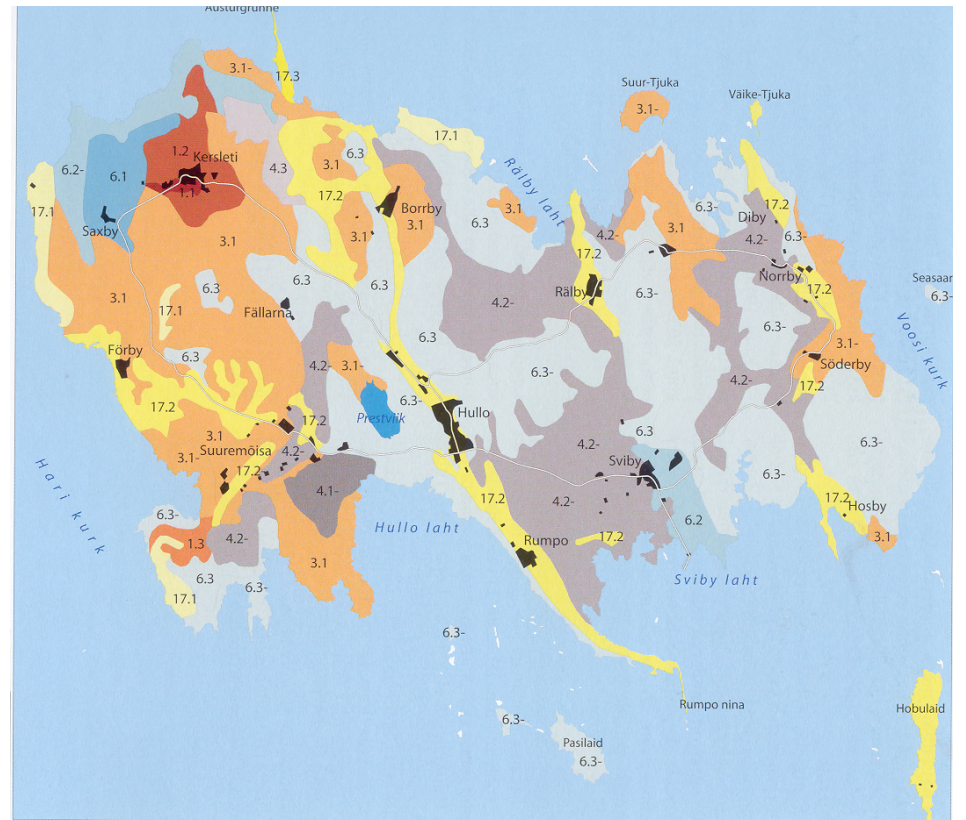 Austurgrunne
3.1-
17.3
Suur-Tjuka
3.1-
Väike-Tjuka
17.1
1.2
Kersleti
1.1
6.3
3.1
4.3
6.2-
6.1
17.1
Saxby
17.2
Borrby
3.1
3.1
6.3
3.1
Rälby laht
6.3-
17.2
Diby
4.2-
6.3-
3.1
4.2-
3.1
6.3
6.3
6.3
17.2
Norrby
17.2
Seasaar
6.3-
Rälby
6.3-
6.3-
3.1
17.1
Fällarna
4.2-
Voosi kurk
3.1-
Förby
6.3
4.2-
3.1-
6.3
6.3-
4.2-
Söderby
17.2
17.2
6.3-
Prestviik
Hullo
17.2
3.1
Suuremõisa
4.2-
6.3
6.3-
3.1-
17.2
4.2-
Sviby
6.3-
4.1-
17.2
4.2-
17.2
Hosby
Hari kurk
6.3-
Hullo laht
6.2
1.3
4.2-
Rumpo
17.2
3.1
3.1
6.3
6.3-
Sviby laht
17.1
6.3-
Rumpo nina
Hobulaid
6.3-
Pasilaid
6.3-